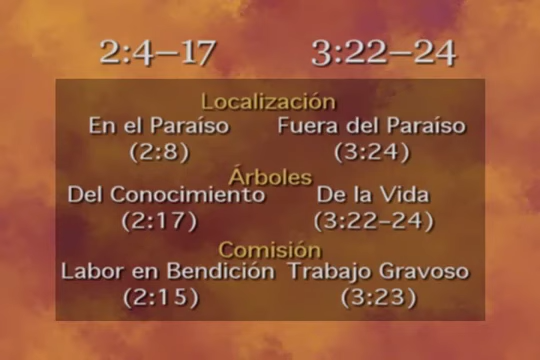 2:4–17 3:22–24
Localización
En el Paraíso Fuera del Paraíso
(2:8) (3:24)
Árboles
Del Conocimiento De la Vida
(2:17) (3:22–24)
Comisión
Labor en Bendición Trabajo Gravoso
(2:15) (3:23)